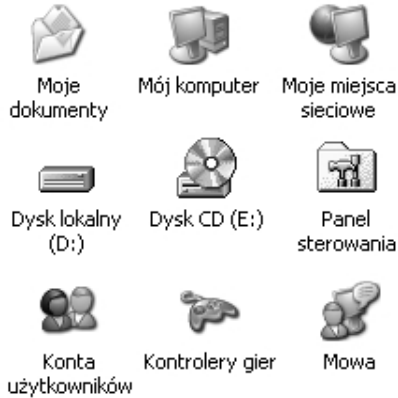 Moje
dokumenty
Mój komputer
Moje miejsca
sieciowe
Dysk lokalny
(D:)
Dysk CD (E:)
Panel
sterowania
Konta
użytkowników
Kontrolery gier
Mowa